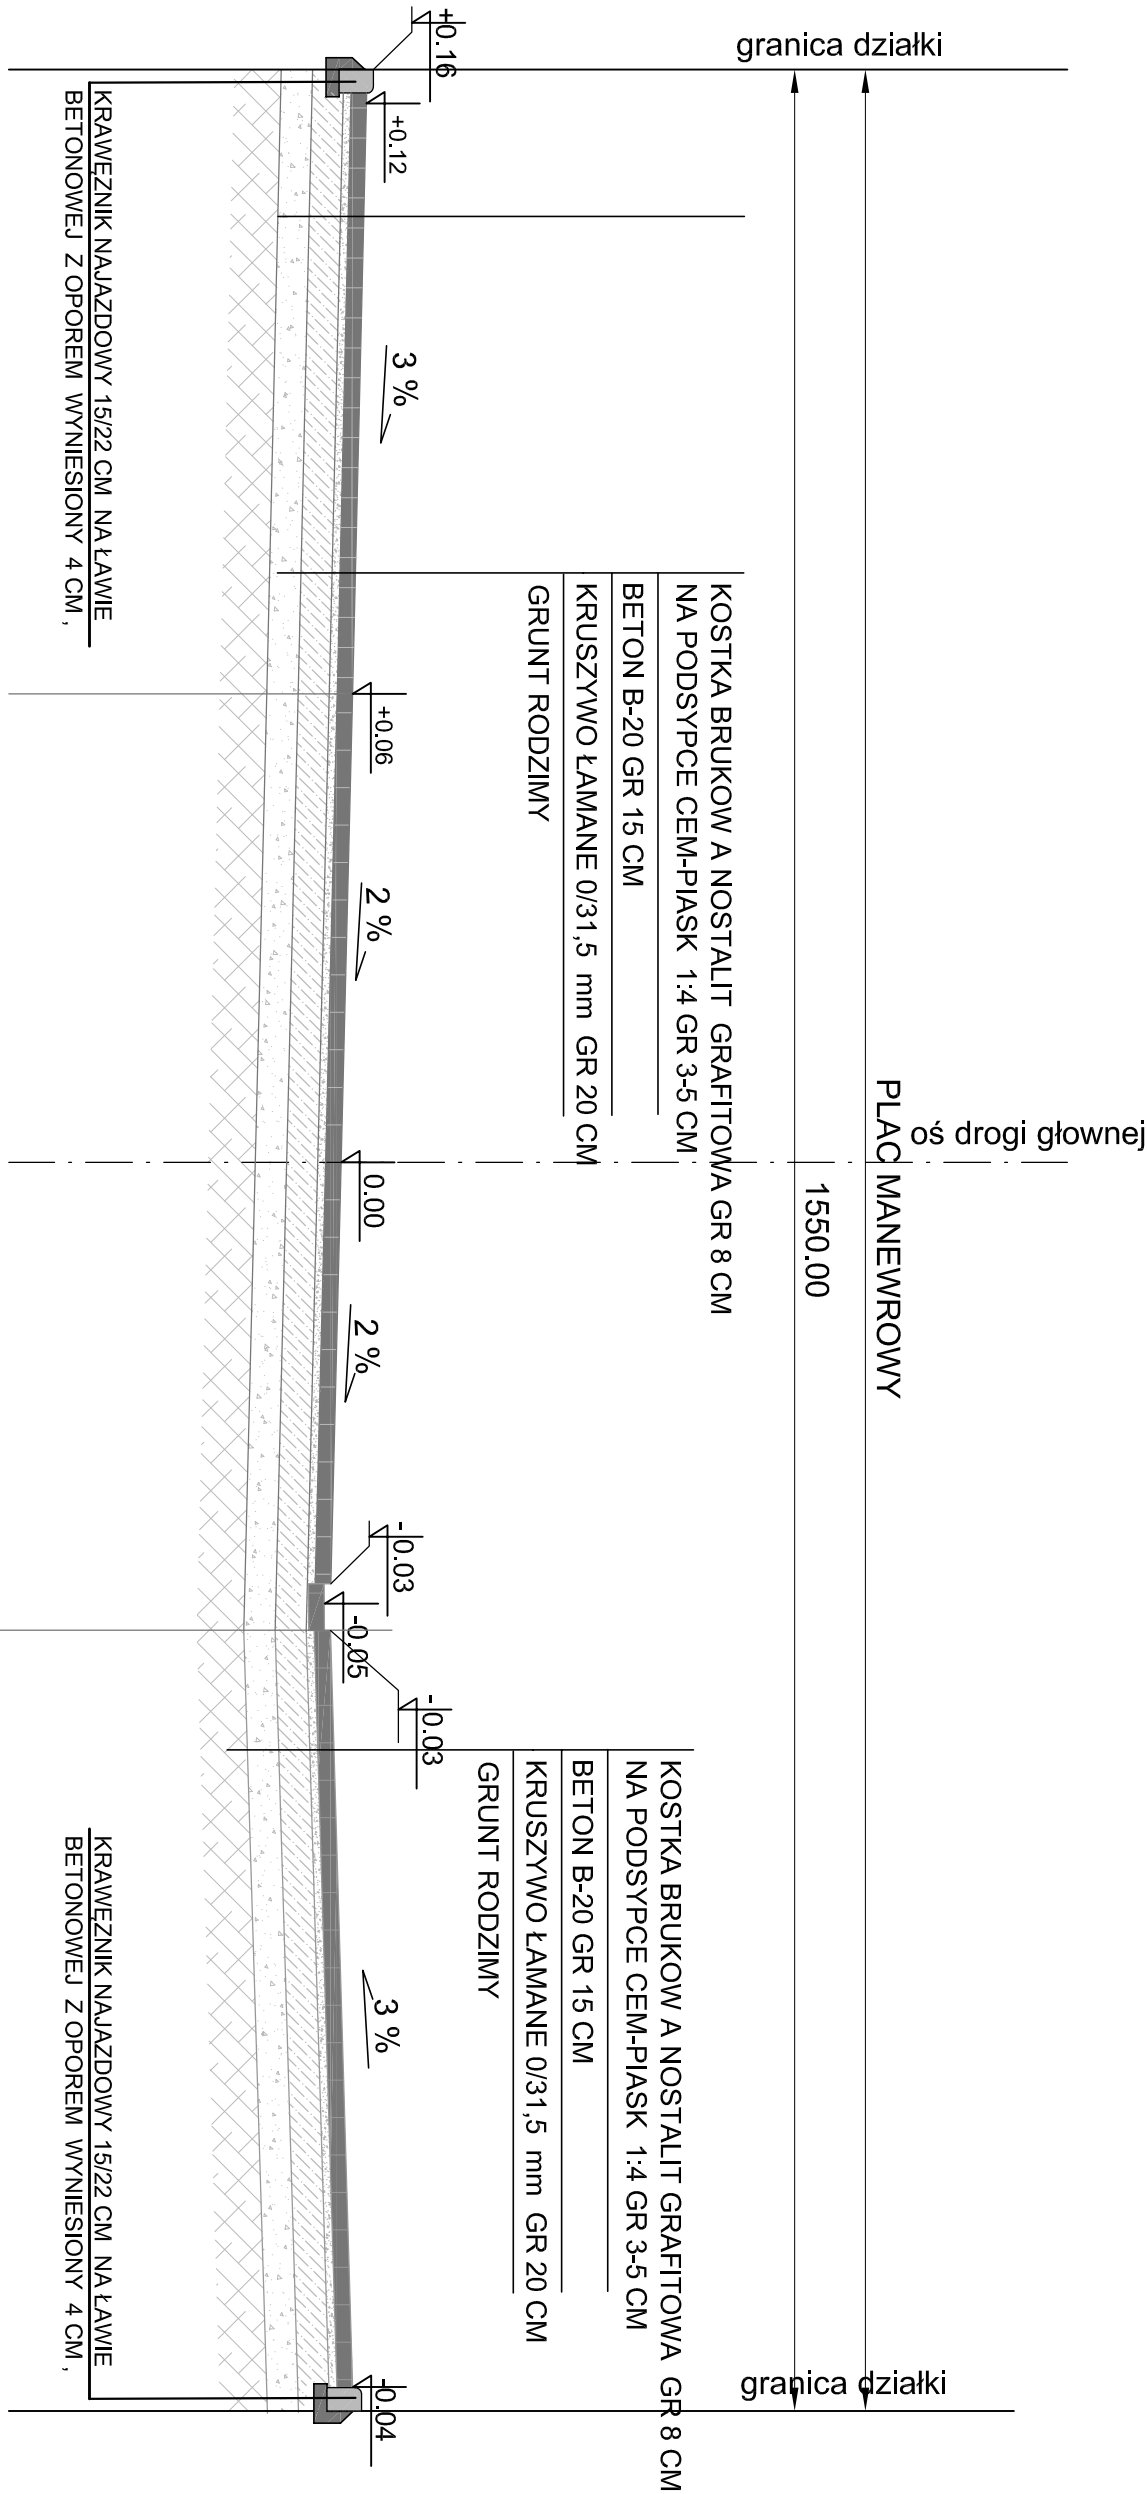 granica działki
+0.16
+0.12
KRAWĘZNIK NAJAZDOWY 15/22 CM NA ŁAWIE
BETONOWEJ Z OPOREM WYNIESIONY 4 CM ,
3 %
KOSTKA BRUKOW A NOSTALIT GRAFITOWA GR 8 CM
NA PODSYPCE CEM-PIASK 1:4 GR 3-5 CM
BETON B-20 GR 15 CM
KRUSZYWO ŁAMANE 0/31,5 mm GR 20 CM
GRUNT RODZIMY
+0.06
2 %
PLAC MANEWROWY
oś drogi głownej
1550.00
0.00
2 %
- 0.03
-0.05
- 0.03
KOSTKA BRUKOW A NOSTALIT GRAFITOWA GR 8 CM
NA PODSYPCE CEM-PIASK 1:4 GR 3-5 CM
BETON B-20 GR 15 CM
KRUSZYWO ŁAMANE 0/31,5 mm GR 20 CM
GRUNT RODZIMY
3 %
KRAWĘZNIK NAJAZDOWY 15/22 CM NA ŁAWIE
BETONOWEJ Z OPOREM WYNIESIONY 4 CM ,
granica działki
-0.04